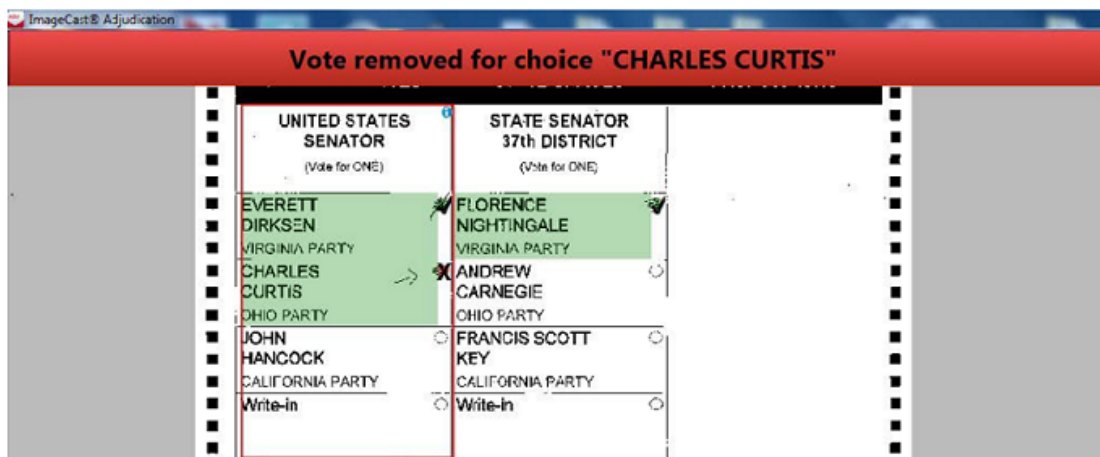 ImageCast® Adjudication
Vote removed for choice "CHARLES CURTIS"
UNITED STATES
SENATOR
(Vote for ONE)
EVERETT
DIRKSEN
VIRGINIA PARTY
CHARLES
CURTIS
OHIO PARTY
JOHN
HANCOCK
CALIFORNIA PARTY
Write-in
STATE SENATOR
37th DISTRICT
(Vote for ONE)
FLORENCE
NIGHTINGALE
VIRGINIA PARTY
ANDREW
CARNEGIE
OHIO PARTY
FRANCIS SCOTT
KEY
CALIFORNIA PARTY
Write-in